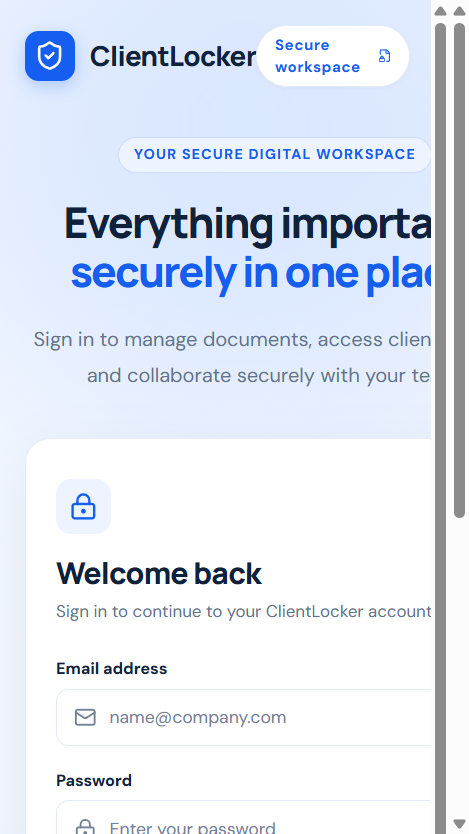 ClientLocker
Secure
workspace
YOUR SECURE DIGITAL WORKSPACE
Everything importa
securely in one plac
Sign in to manage documents, access clien
and collaborate securely with your te
Welcome back
Sign in to continue to your ClientLocker account
Email address
name@company.com
Password
Enter your password